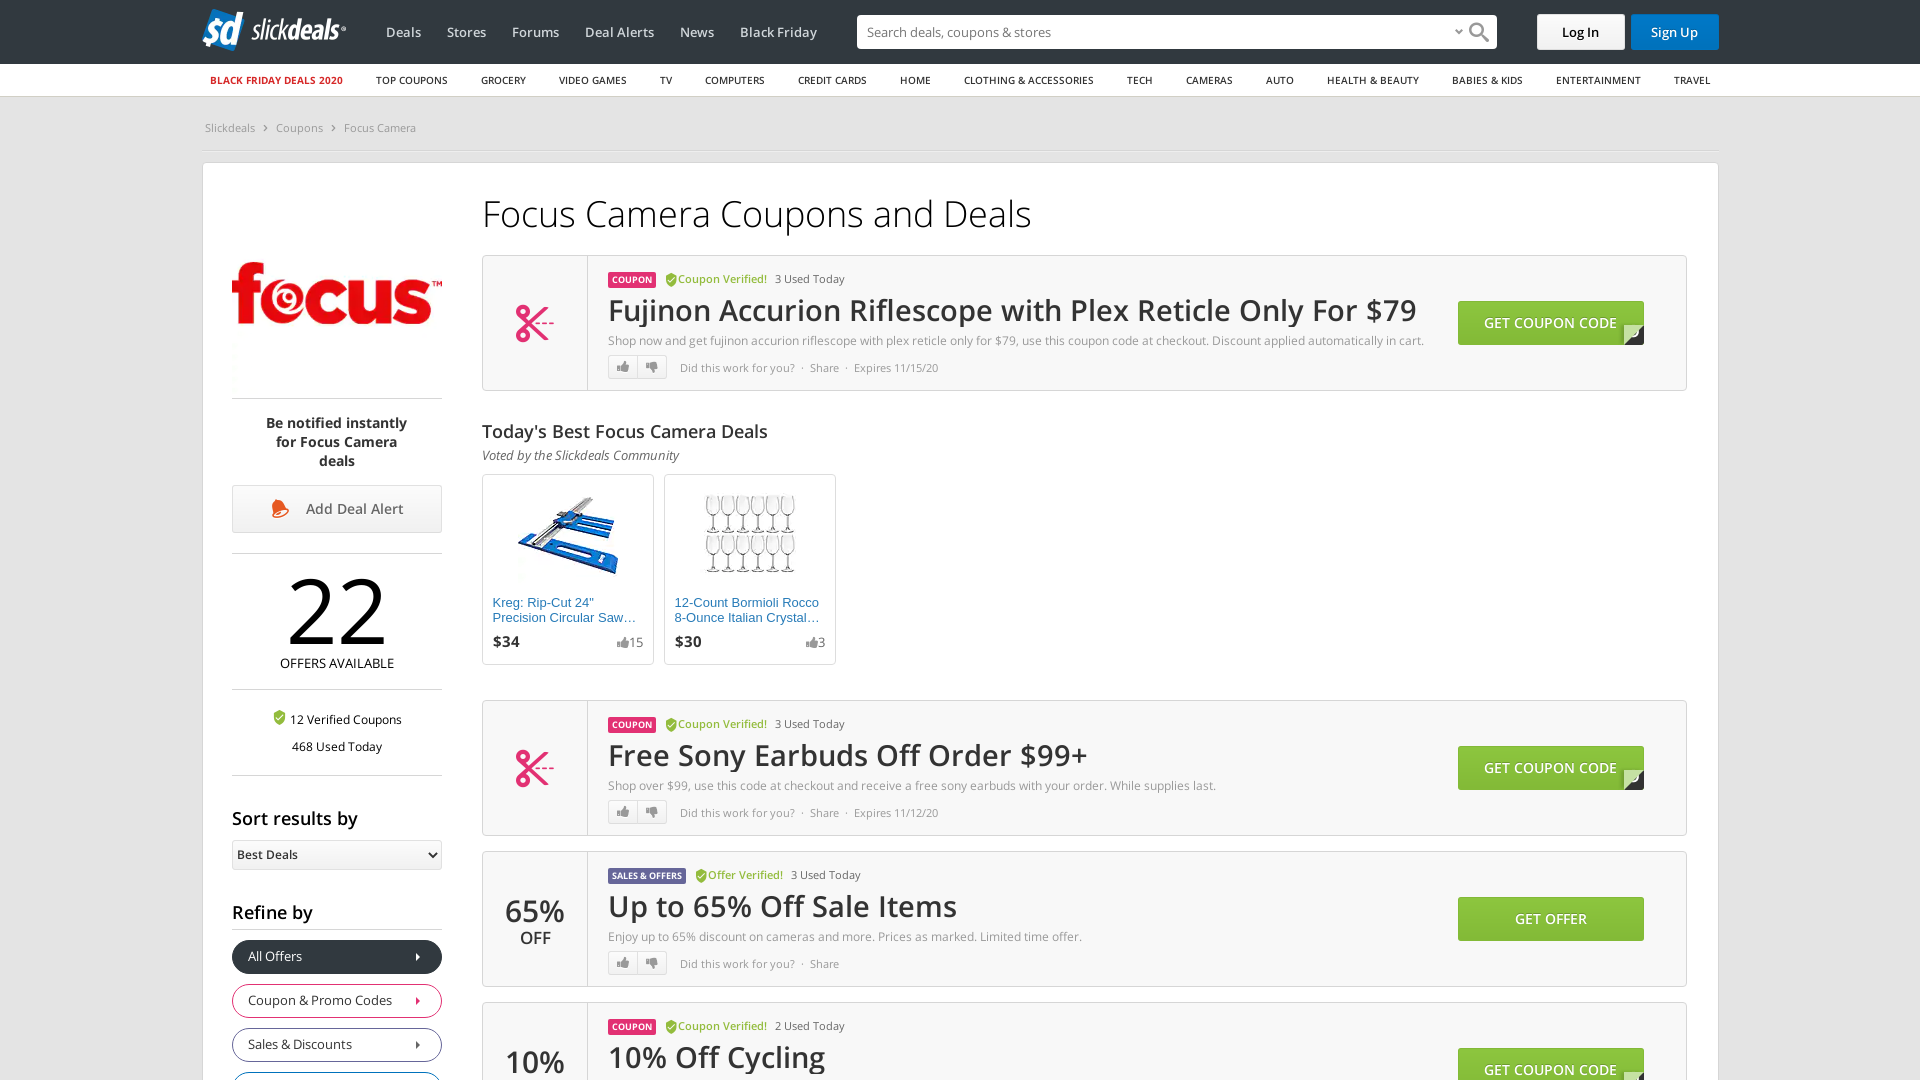 sd slickdeals
Deals Stores Forums Deal Alerts News Black Friday
Search deals, coupons & stores
Log In Sign Up
BLACK FRIDAY DEALS 2020 TOP COUPONS GROCERY VIDEO GAMES TV COMPUTERS CREDIT CARDS HOME CLOTHING & ACCESSORIES TECH CAMERAS AUTO HEALTH & BEAUTY BABIES & KIDS ENTERTAINMENT TRAVEL
Slickdeals Coupons Focus Camera
focus™
Be notified instantly
for Focus Camera
deals
Add Deal Alert
22
OFFERS AVAILABLE
12 Verified Coupons
468 Used Today
Sort results by
Best Deals
Refine by
All Offers
Coupon & Promo Codes
Sales & Discounts
Focus Camera Coupons and Deals
COUPON Coupon Verified! 3 Used Today
Fujinon Accurion Riflescope with Plex Reticle Only For $79
Shop now and get fujinon accurion riflescope with plex reticle only for $79, use this coupon code at checkout. Discount applied automatically in cart.
Did this work for you? · Share · Expires 11/15/20
GET COUPON CODE
Today's Best Focus Camera Deals
Voted by the Slickdeals Community
Kreg: Rip-Cut 24"
Precision Circular Saw…
$34 15
12-Count Bormioli Rocco
8-Ounce Italian Crystal…
$30 3
COUPON Coupon Verified! 3 Used Today
Free Sony Earbuds Off Order $99+
Shop over $99, use this code at checkout and receive a free sony earbuds with your order. While supplies last.
Did this work for you? · Share · Expires 11/12/20
GET COUPON CODE
65%
OFF
SALES & OFFERS Offer Verified! 3 Used Today
Up to 65% Off Sale Items
Enjoy up to 65% discount on cameras and more. Prices as marked. Limited time offer.
Did this work for you? · Share
GET OFFER
10%
COUPON Coupon Verified! 2 Used Today
10% Off Cycling
GET COUPON CODE